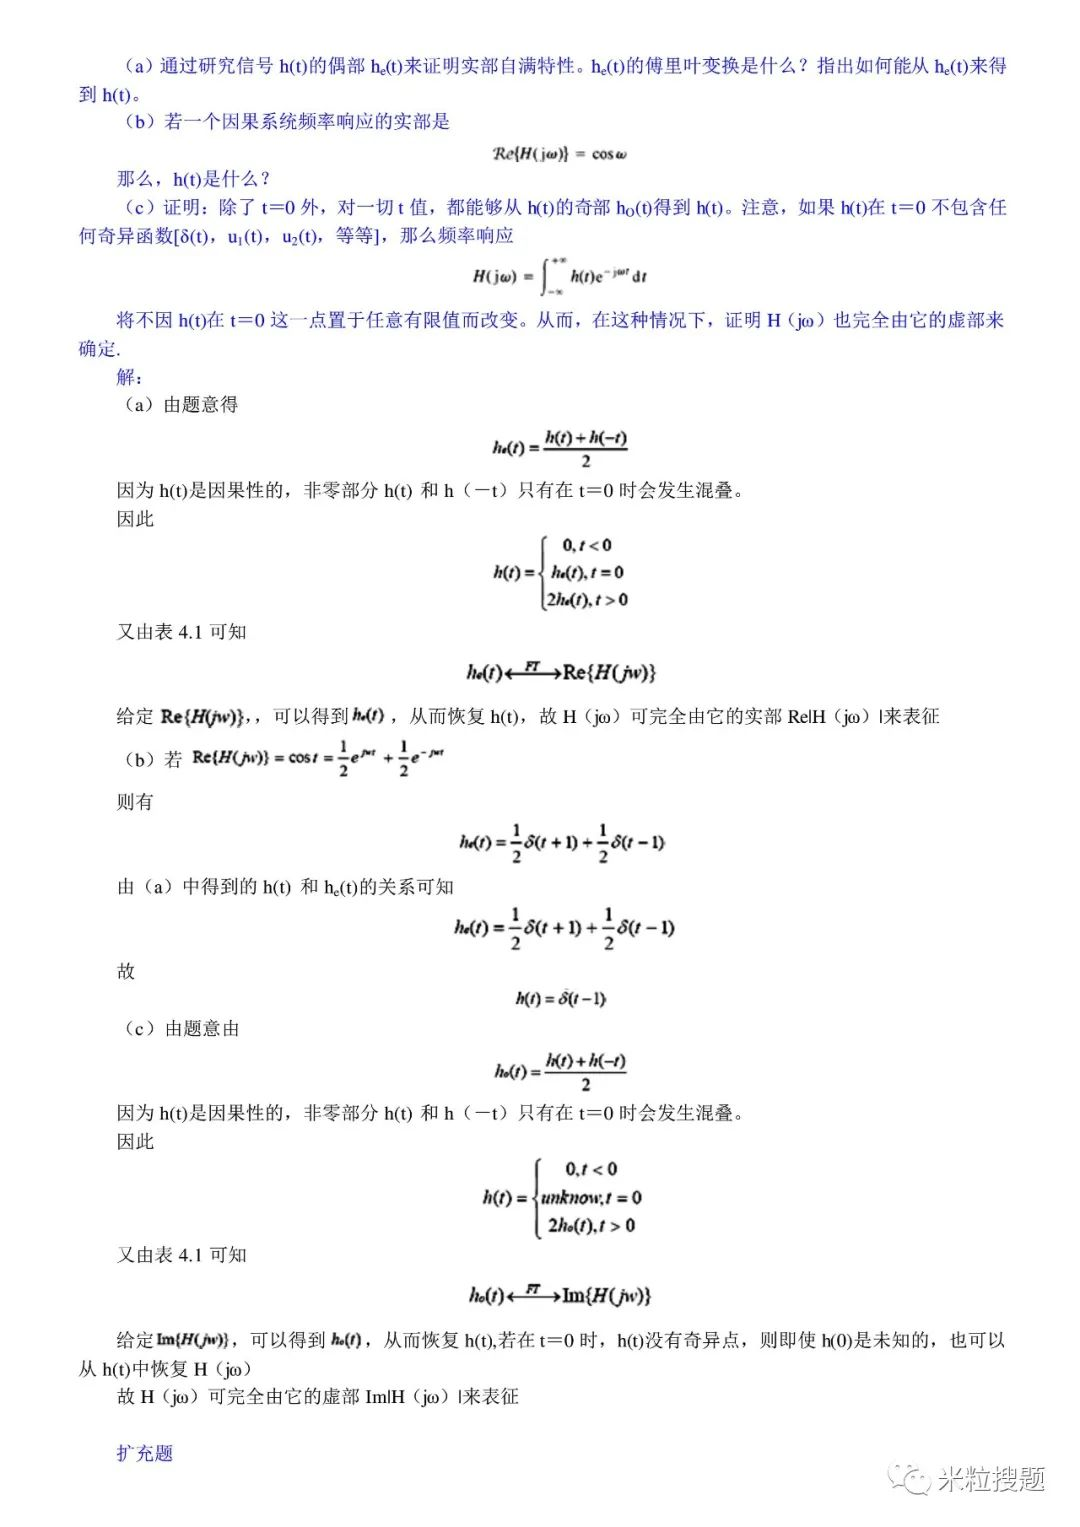 (a)通过研究信号 h(t)的偶部 he(t)来证明实部自满特性。he(t)的傅里叶变换是什么？指出如何能从 he(t)来得
到 h(t)。
(b)若一个因果系统频率响应的实部是
Re{H(jω)} = cosω
那么，h(t)是什么？
(c)证明：除了 t＝0 外，对一切 t 值，都能够从 h(t)的奇部 hO(t)得到 h(t)。注意，如果 h(t)在 t＝0 不包含任
何奇异函数[δ(t)，u1(t)，u2(t)，等等]，那么频率响应
H(jω) = ∫_{-∞}^{+∞} h(t)e^{-jωt} dt
将不因 h(t)在 t＝0 这一点置于任意有限值而改变。从而，在这种情况下，证明 H（jω）也完全由它的虚部来
确定.
解：
(a)由题意得
he(t) = (h(t) + h(−t))/2
因为 h(t)是因果性的，非零部分 h(t) 和 h（－t）只有在 t＝0 时会发生混叠。
因此
h(t) = { 0, t < 0
he(t), t = 0
2he(t), t > 0
又由表 4.1 可知
he(t) ←FT→ Re{H(jw)}
给定 Re{H(jw)},，可以得到 he(t) ，从而恢复 h(t)，故 H（jω）可完全由它的实部 Re|H（jω）|来表征
(b)若 Re{H(jw)} = cos t = 1/2 e^{jwt} + 1/2 e^{-jwt}
则有
he(t) = 1/2 δ(t + 1) + 1/2 δ(t − 1)
由（a）中得到的 h(t) 和 he(t)的关系可知
he(t) = 1/2 δ(t + 1) + 1/2 δ(t − 1)
故
h(t) = δ(t − 1)
(c)由题意由
ho(t) = (h(t) + h(−t))/2
因为 h(t)是因果性的，非零部分 h(t) 和 h（－t）只有在 t＝0 时会发生混叠。
因此
h(t) = { 0, t < 0
unknow, t = 0
2ho(t), t > 0
又由表 4.1 可知
ho(t) ←FT→ Im{H(jw)}
给定 Im{H(jw)}，可以得到 ho(t)，从而恢复 h(t),若在 t＝0 时，h(t)没有奇异点，则即使 h(0)是未知的，也可以
从 h(t)中恢复 H（jω）
故 H（jω）可完全由它的虚部 Im|H（jω）|来表征
扩充题
米粒搜题